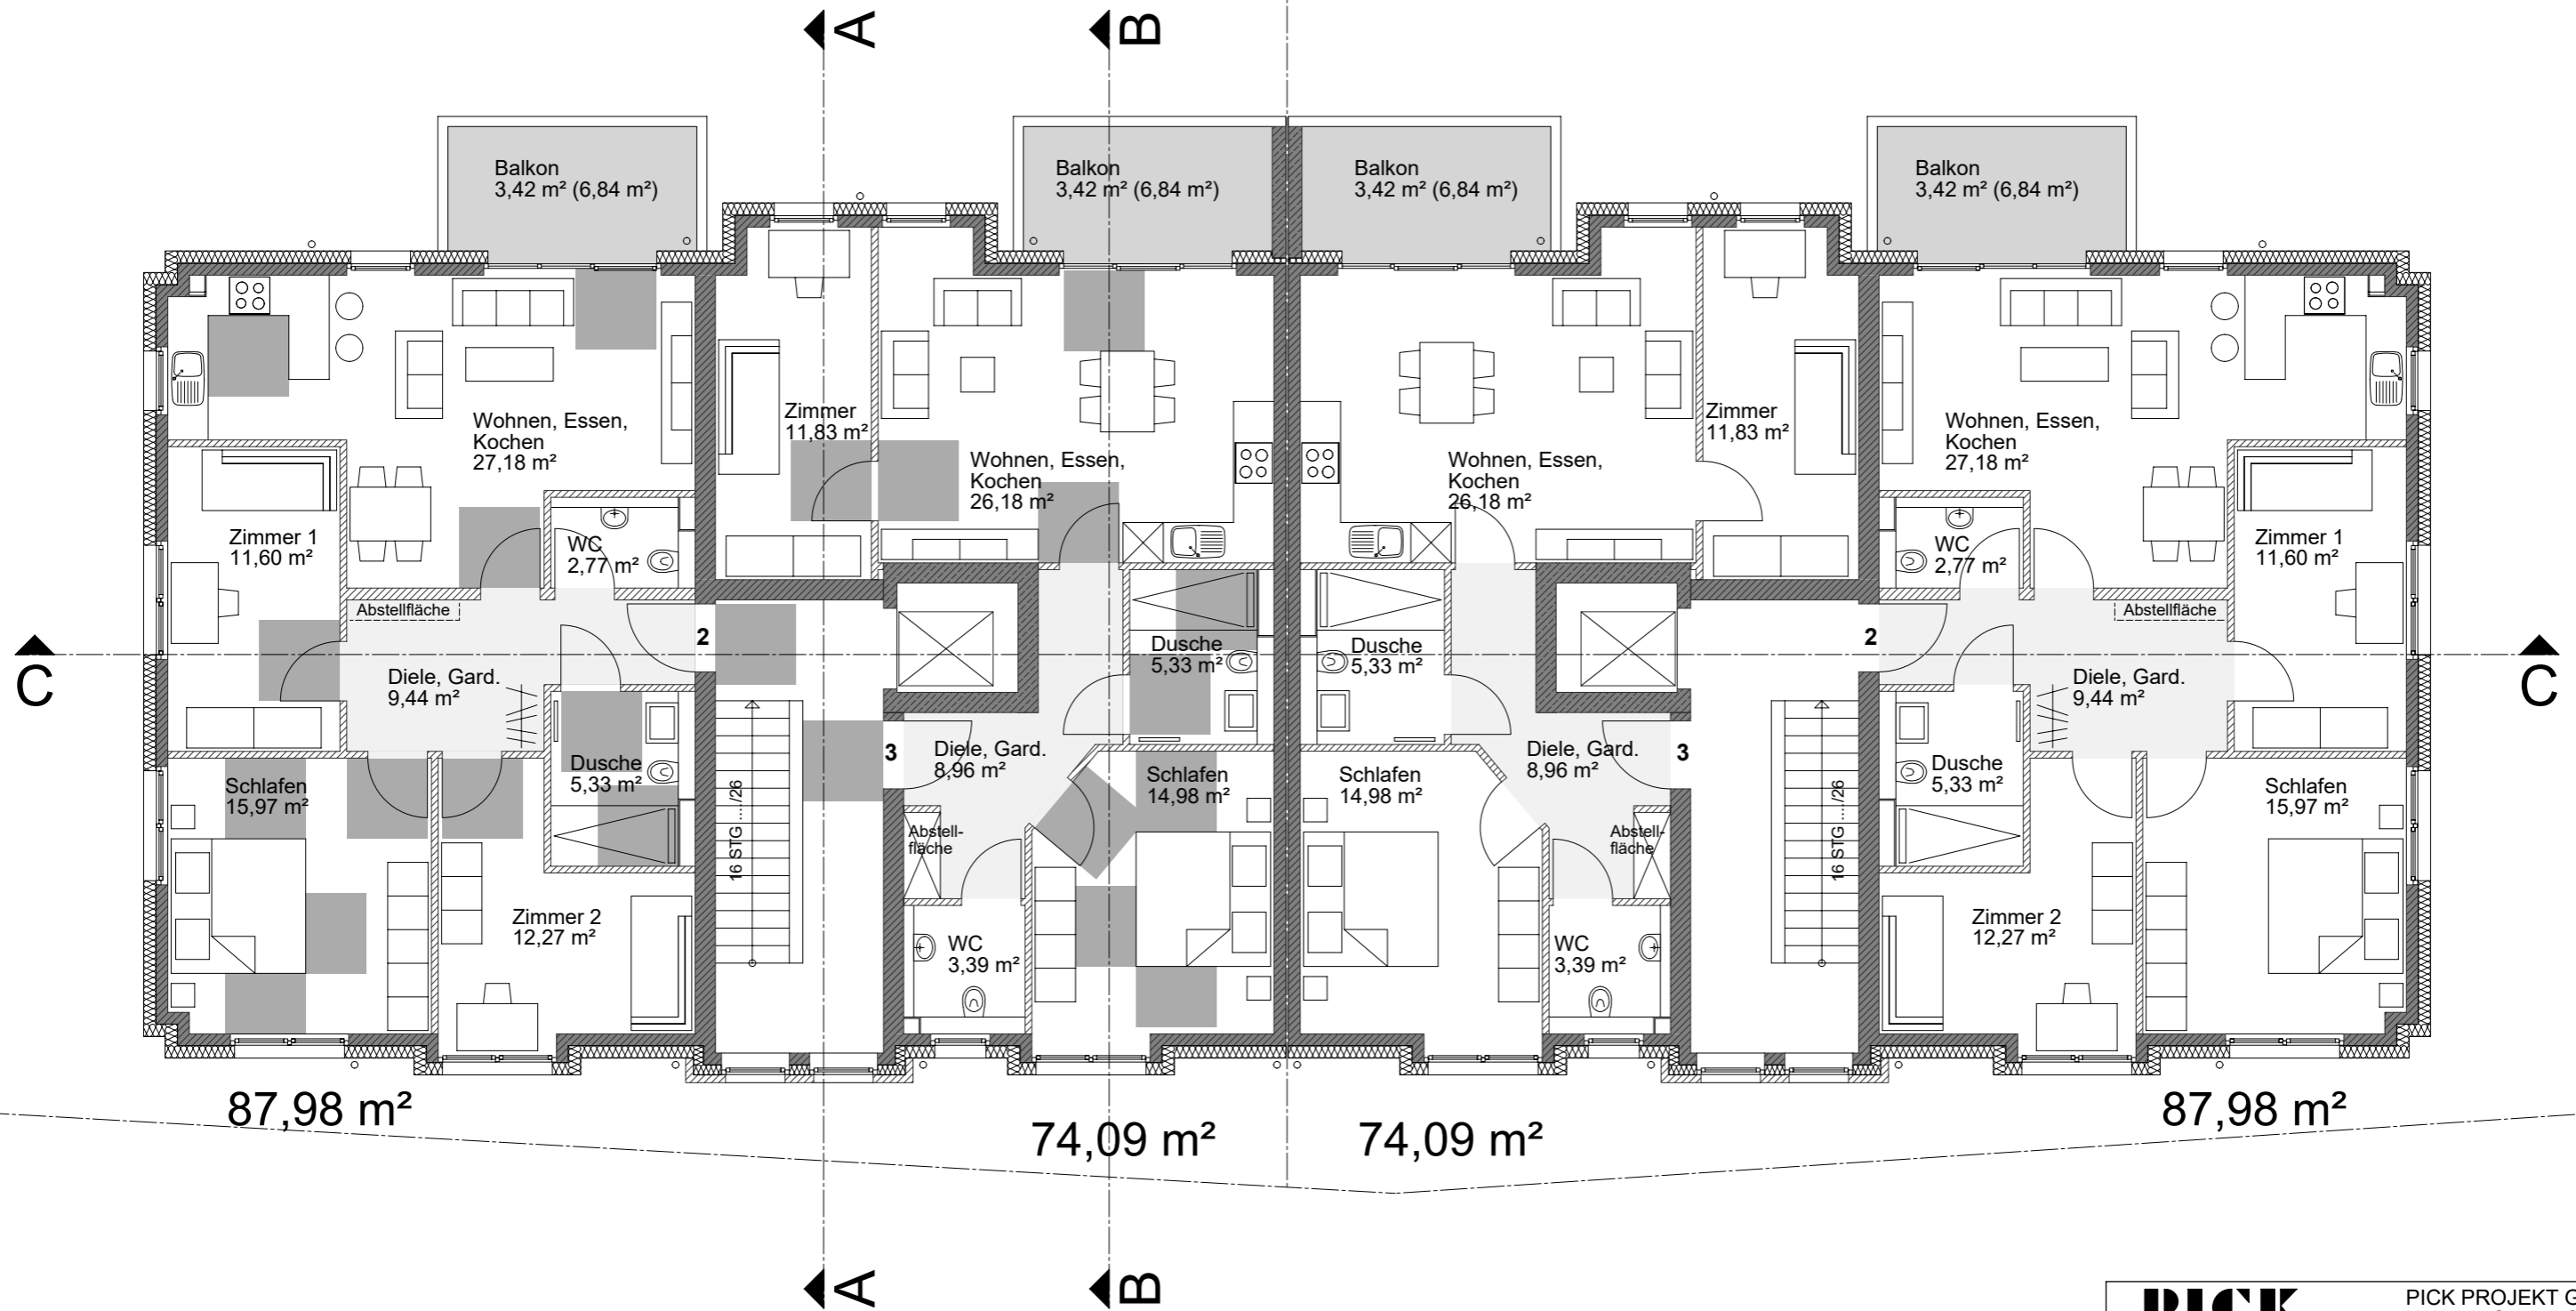 A
B
Balkon
3,42 m² (6,84 m²)
Balkon
3,42 m² (6,84 m²)
Balkon
3,42 m² (6,84 m²)
Balkon
3,42 m² (6,84 m²)
Wohnen, Essen,
Kochen
27,18 m²
Zimmer
11,83 m²
Wohnen, Essen,
Kochen
26,18 m²
Wohnen, Essen,
Kochen
26,18 m²
Zimmer
11,83 m²
Wohnen, Essen,
Kochen
27,18 m²
Zimmer 1
11,60 m²
WC
2,77 m²
WC
2,77 m²
Zimmer 1
11,60 m²
Abstellfläche
2
Dusche
5,33 m²
Dusche
5,33 m²
2
Abstellfläche
C
Diele, Gard.
9,44 m²
Diele, Gard.
9,44 m²
C
3
Diele, Gard.
8,96 m²
Diele, Gard.
8,96 m²
3
Schlafen
15,97 m²
Dusche
5,33 m²
16 STG ..../26
Schlafen
14,98 m²
Schlafen
14,98 m²
16 STG ..../26
Dusche
5,33 m²
Schlafen
15,97 m²
Abstell-
fläche
Abstell-
fläche
Zimmer 2
12,27 m²
WC
3,39 m²
WC
3,39 m²
Zimmer 2
12,27 m²
87,98 m²
74,09 m²
74,09 m²
87,98 m²
A
B
PICK
PICK PROJEKT G